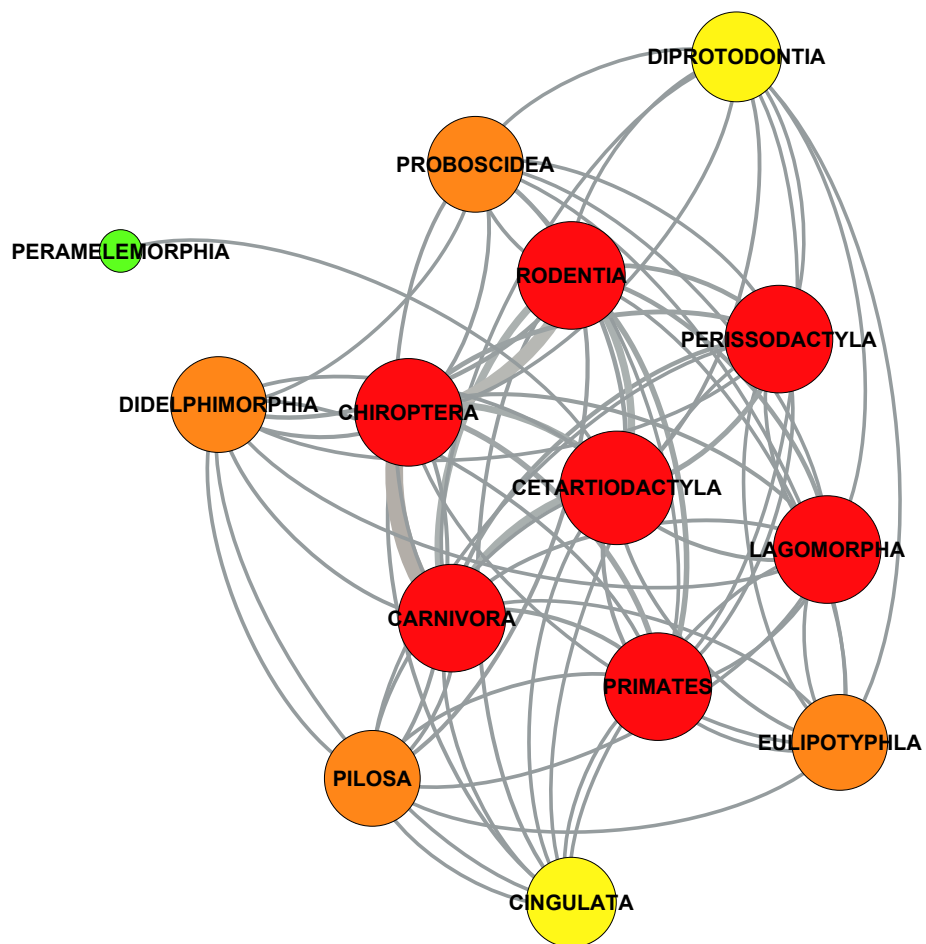 DIPROTODONTIA
PROBOSCIDEA
PERAMELEMORPHIA
RODENTIA
PERISSODACTYLA
DIDELPHIMORPHIA
CHIROPTERA
CETARTIODACTYLA
LAGOMORPHA
CARNIVORA
PRIMATES
EULIPOTYPHLA
PILOSA
CINGULATA